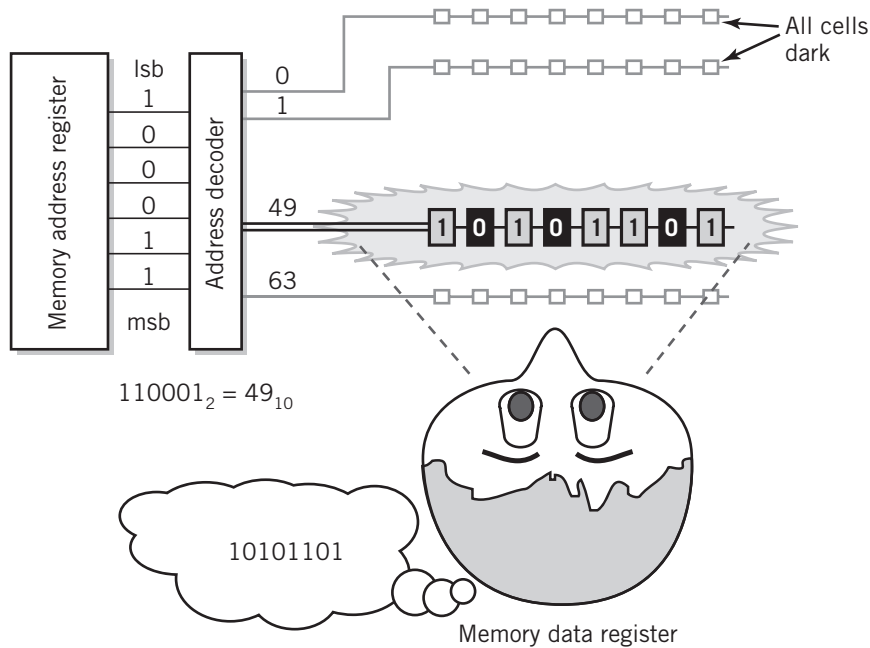 All cells
dark
Memory address register
lsb
1
0
0
0
1
1
msb
Address decoder
0
1
49
63
1 0 1 0 1 1 0 1
110001₂ = 49₁₀
10101101
Memory data register